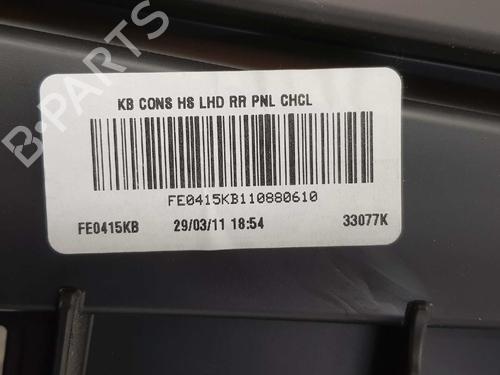 KB CONS HS LHD RR PNL CHCL
FE0415KB110880610
FE0415KB 29/03/11 18:54 33077K
B-PARTS